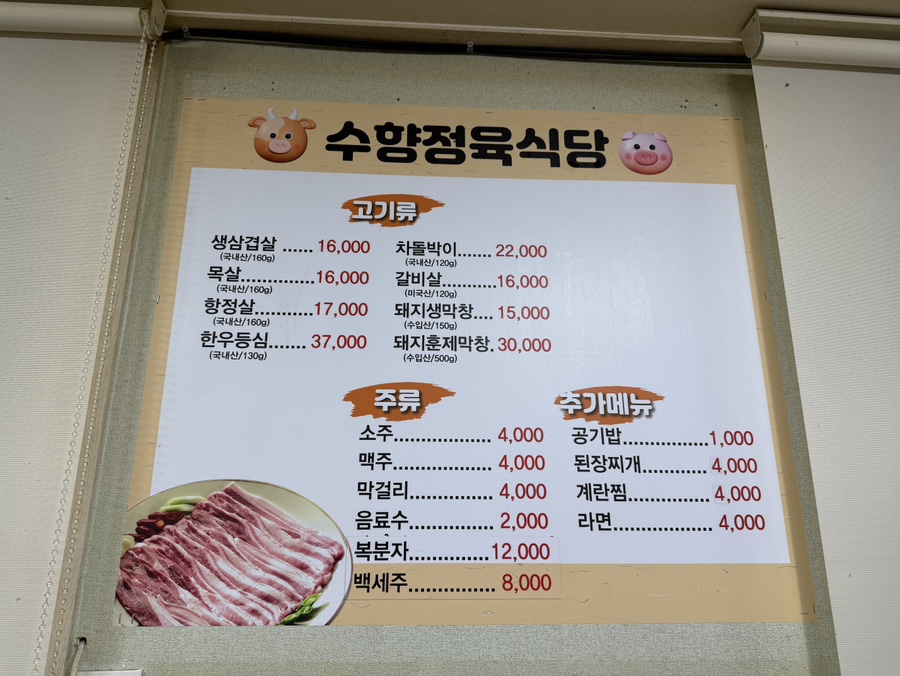 수향정육식당
고기류
생삼겹살 ...... 16,000
(국내산/160g)
목살..............16,000
(국내산/160g)
항정살...........17,000
(국내산/160g)
한우등심....... 37,000
(국내산/130g)
차돌박이....... 22,000
(국내산/120g)
갈비살...........16,000
(미국산/120g)
돼지생막창.... 15,000
(수입산/150g)
돼지훈제막창. 30,000
(수입산/500g)
주류
소주.................. 4,000
맥주.................. 4,000
막걸리............... 4,000
음료수............... 2,000
복분자..............12,000
백세주............... 8,000
추가메뉴
공기밥...............1,000
된장찌개............ 4,000
계란찜............... 4,000
라면.................. 4,000